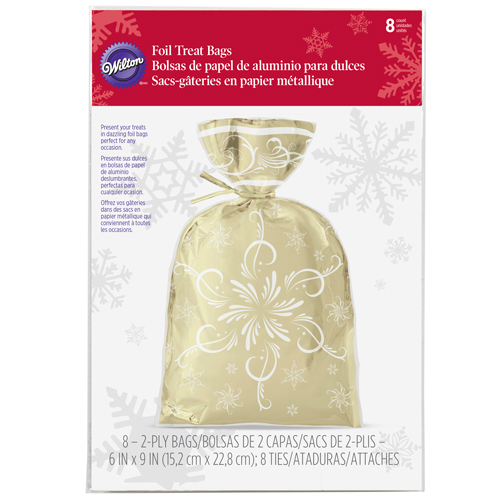 Wilton
Foil Treat Bags
Bolsas de papel de aluminio para dulces
Sacs-gâteries en papier métallique
8 count
unidades
unités
Present your treats
in dazzling foil bags
perfect for any
occasion.
Presente sus dulces
en bolsas de papel
de aluminio
deslumbrantes,
perfectas para
cualquier ocasión.
Offrez vos gâteries
dans des sacs en
papier métallique qui
conviennent à toutes
les occasions.
8 – 2-PLY BAGS/BOLSAS DE 2 CAPAS/SACS DE 2-PLIS –
6 IN x 9 IN (15,2 cm x 22,8 cm); 8 TIES/ATADURAS/ATTACHES